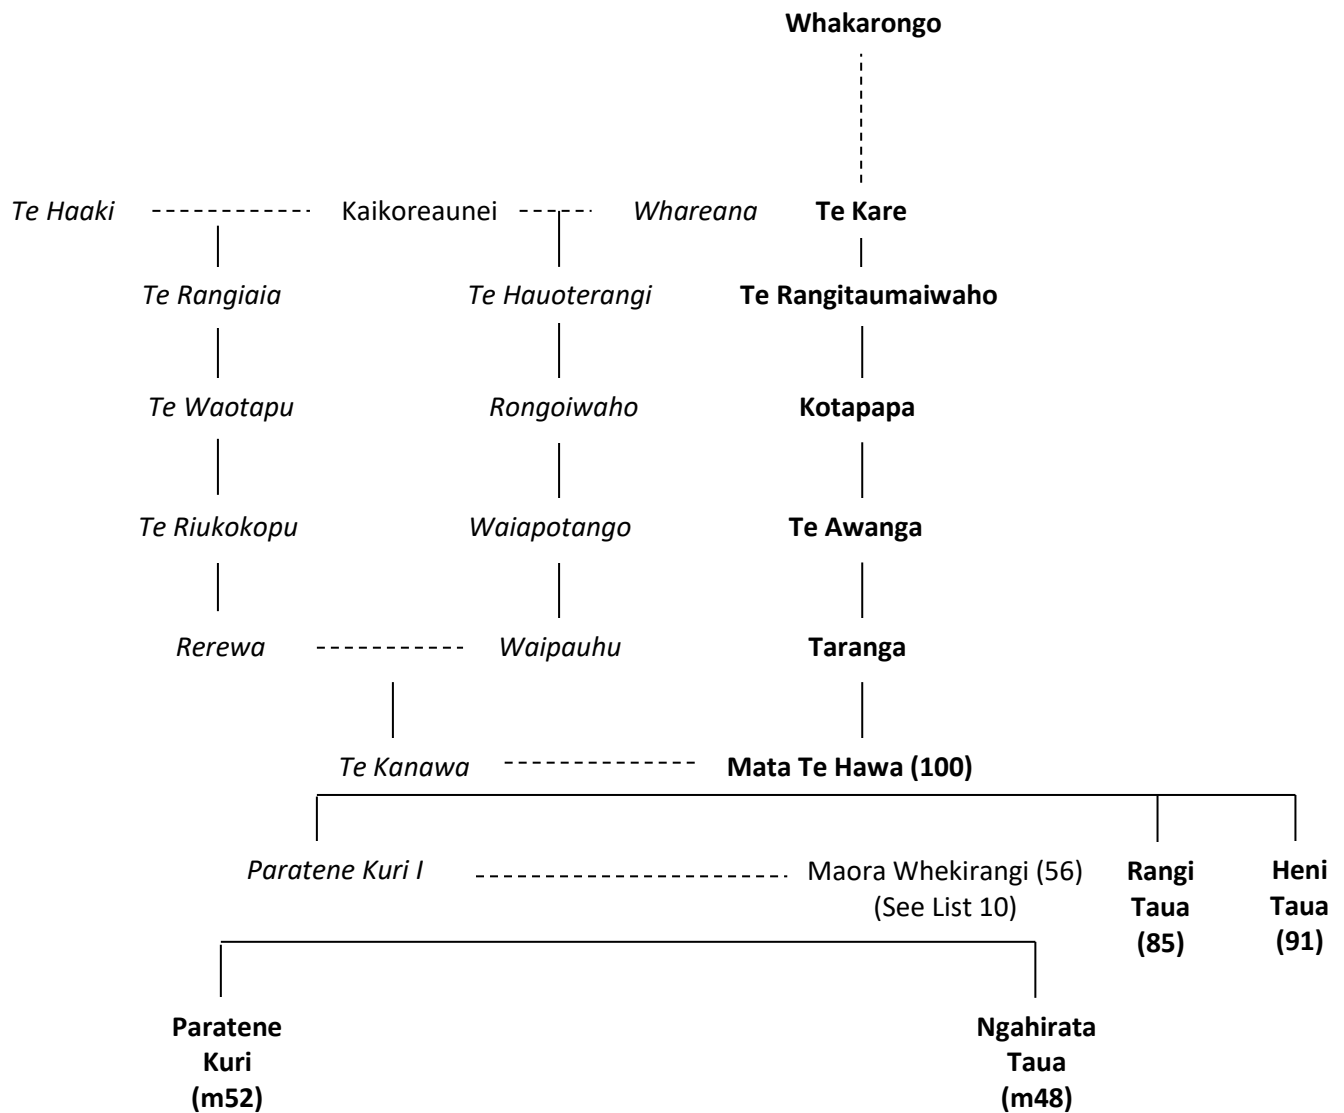 Whakarongo
Te Haaki Kaikoreaunei Whareana Te Kare
Te Rangiaia Te Hauoterangi Te Rangitaumaiwaho
Te Waotapu Rongoiwaho Kotapapa
Te Riukokopu Waiapotango Te Awanga
Rerewa Waipauhu Taranga
Te Kanawa Mata Te Hawa (100)
Paratene Kuri I Maora Whekirangi (56)
(See List 10)
Rangi
Taua
(85)
Heni
Taua
(91)
Paratene
Kuri
(m52)
Ngahirata
Taua
(m48)